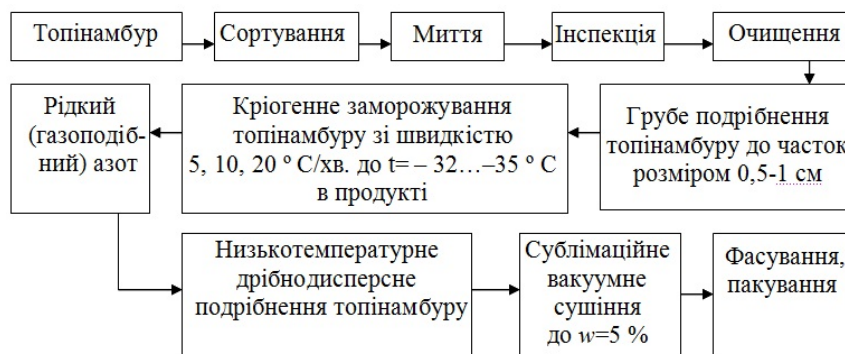 Топінамбур
Сортування
Миття
Інспекція
Очищення
Грубе подрібнення
топінамбуру до часток
розміром 0,5-1 см
Кріогенне заморожування
топінамбуру зі швидкістю
5, 10, 20 º С/хв. до t= – 32…–35 º С
в продукті
Рідкий
(газоподіб-
ний) азот
Низькотемпературне
дрібнодисперсне
подрібнення топінамбуру
Сублімаційне
вакуумне
сушіння
до w=5 %
Фасування,
пакування